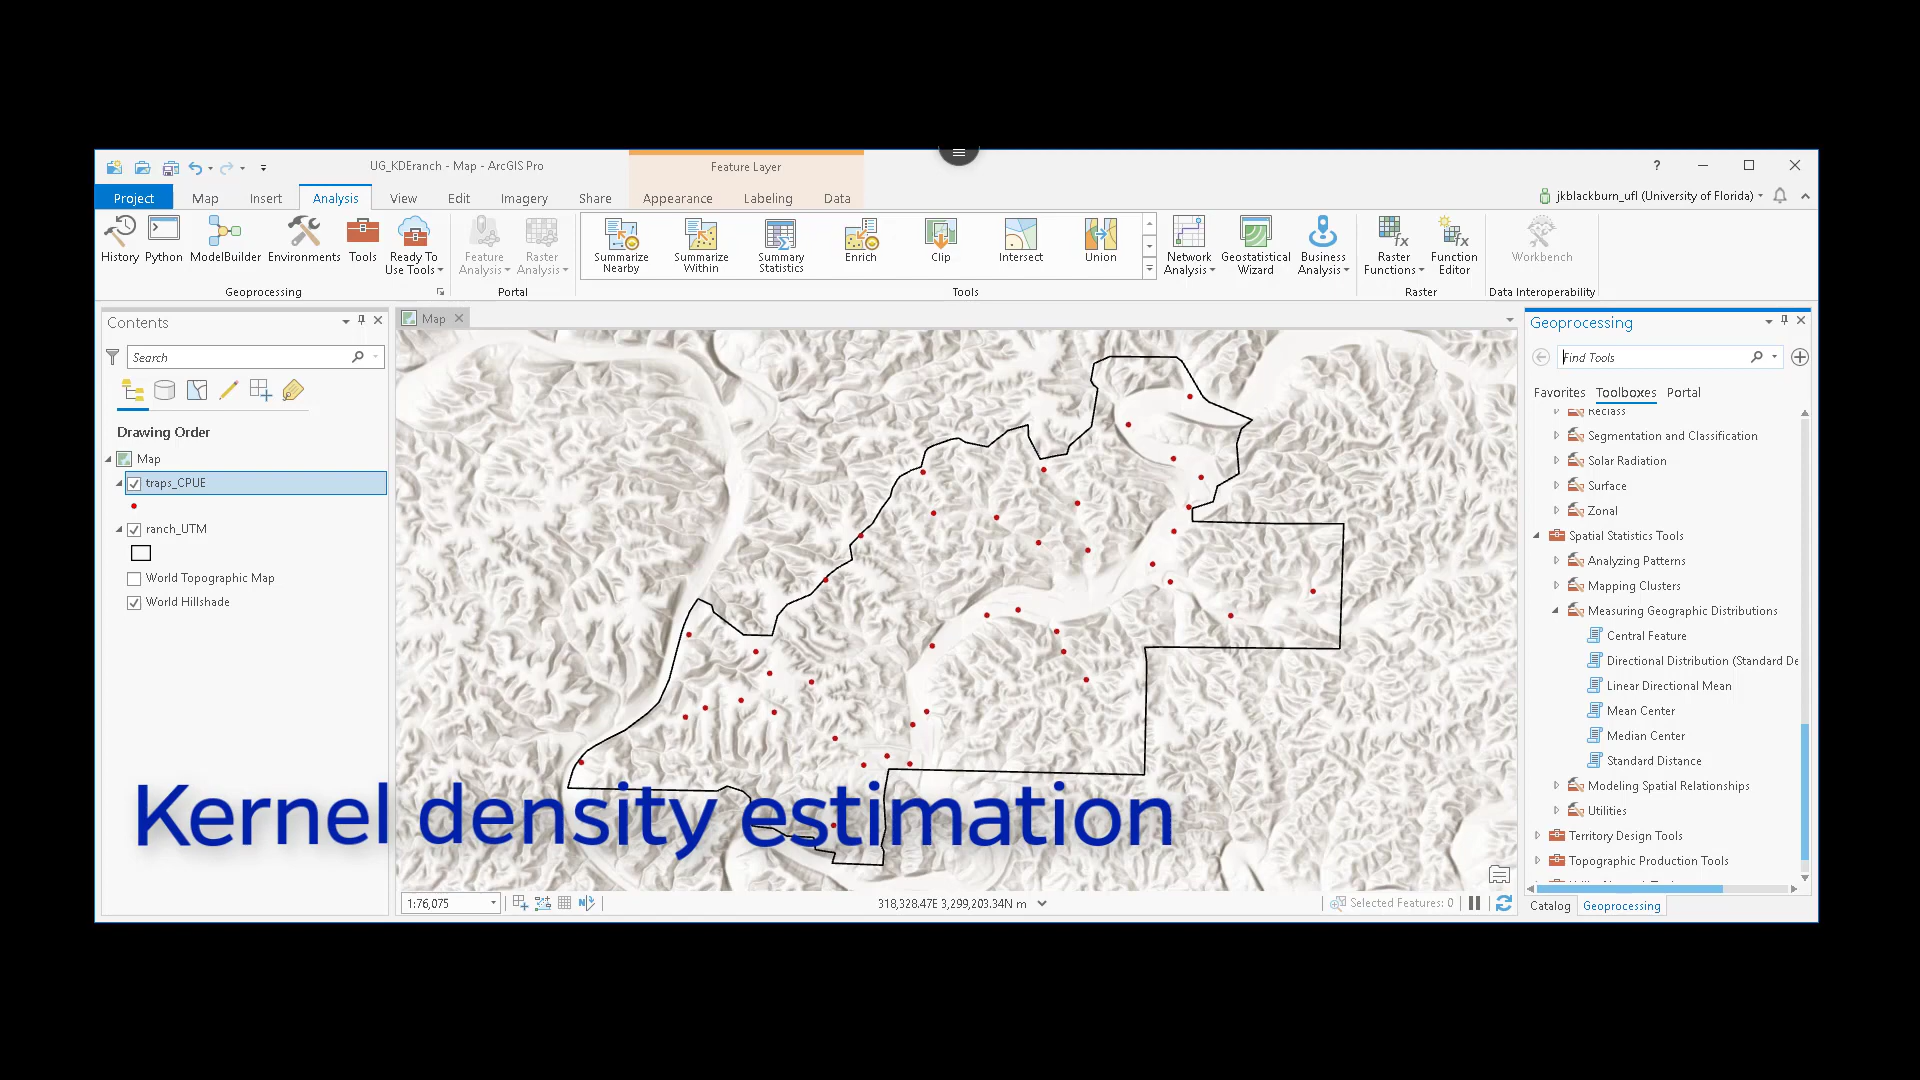 UG_KDEranch - Map - ArcGIS Pro
Feature Layer
?
Project
Map
Insert
Analysis
View
Edit
Imagery
Share
Appearance
Labeling
Data
jkblackburn_ufl (University of Florida)
History
Python
ModelBuilder
Environments
Tools
Ready To
Use Tools
Feature
Analysis
Raster
Analysis
Summarize
Nearby
Summarize
Within
Summary
Statistics
Enrich
Clip
Intersect
Union
Network
Analysis
Geostatistical
Wizard
Business
Analysis
Raster
Functions
Function
Editor
Workbench
Geoprocessing
Portal
Tools
Raster
Data Interoperability
Contents
Search
Drawing Order
Map
traps_CPUE
ranch_UTM
World Topographic Map
World Hillshade
Map
Kernel density estimation
1:76,075
318,328.47E 3,299,203.34N m
Selected Features: 0
Geoprocessing
Find Tools
Favorites
Toolboxes
Portal
Reclass
Segmentation and Classification
Solar Radiation
Surface
Zonal
Spatial Statistics Tools
Analyzing Patterns
Mapping Clusters
Measuring Geographic Distributions
Central Feature
Directional Distribution (Standard De
Linear Directional Mean
Mean Center
Median Center
Standard Distance
Modeling Spatial Relationships
Utilities
Territory Design Tools
Topographic Production Tools
Catalog
Geoprocessing